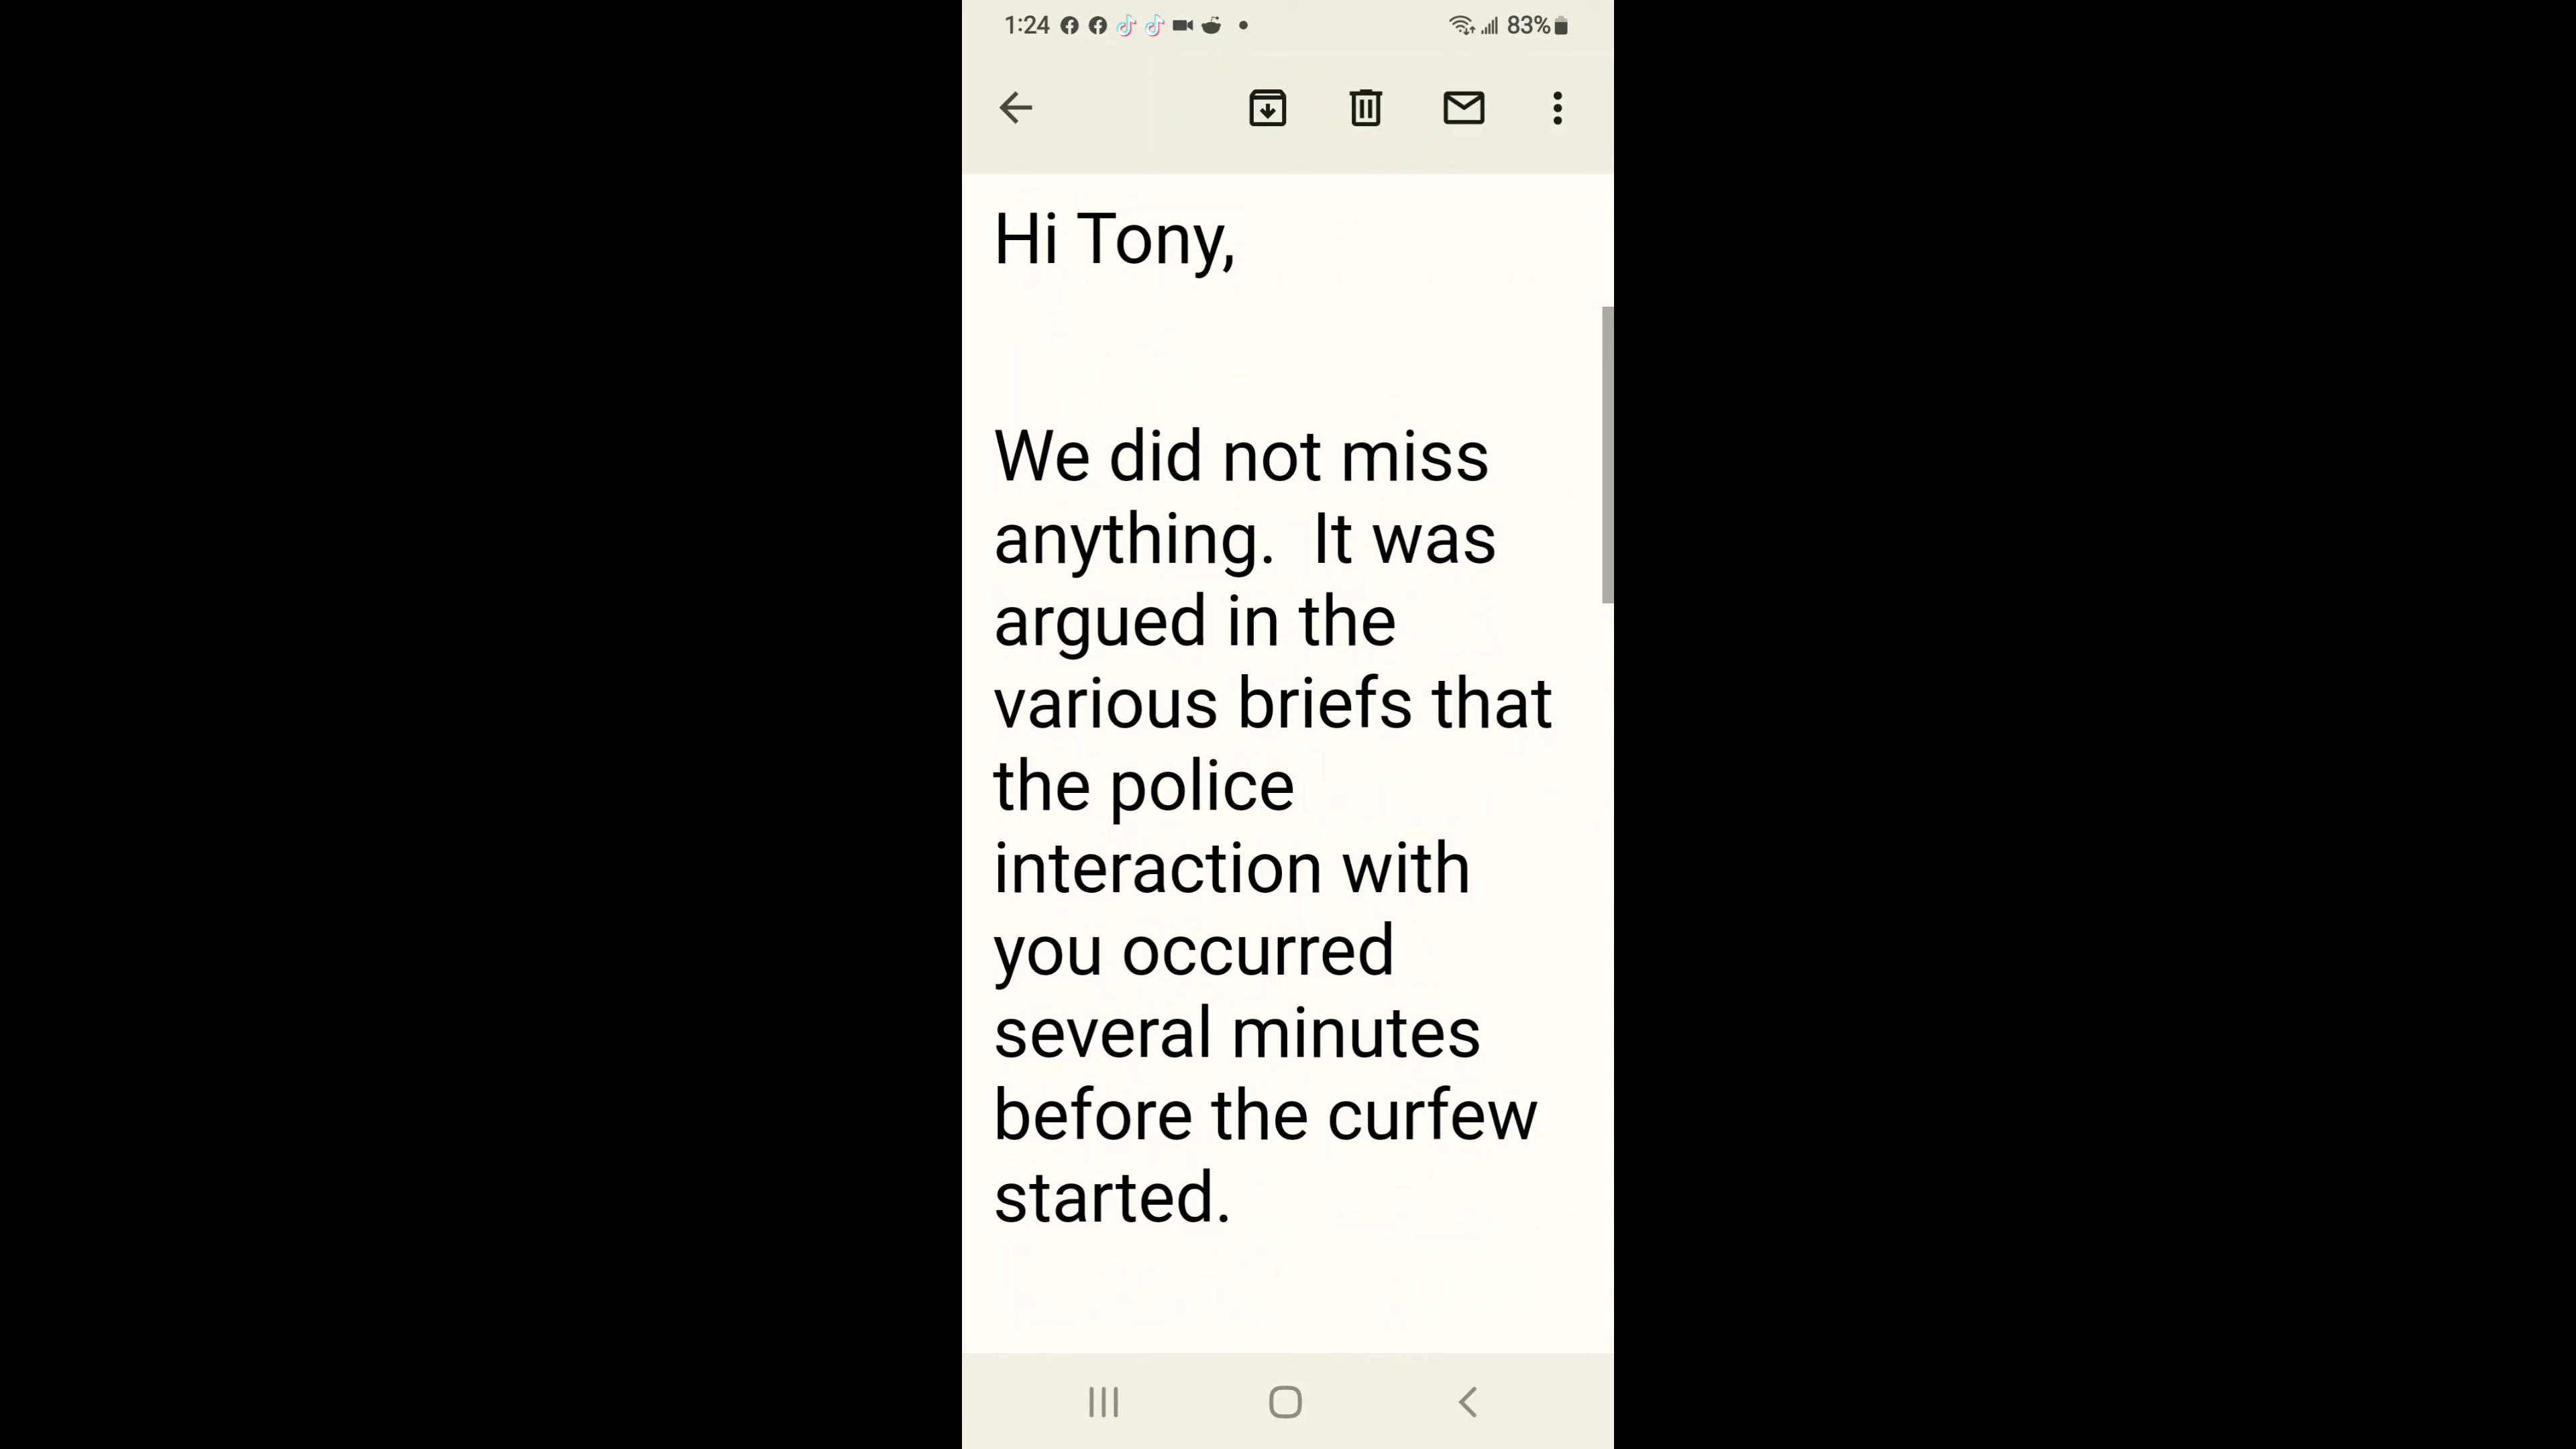 1:24 83%
Hi Tony,
We did not miss
anything.  It was
argued in the
various briefs that
the police
interaction with
you occurred
several minutes
before the curfew
started.